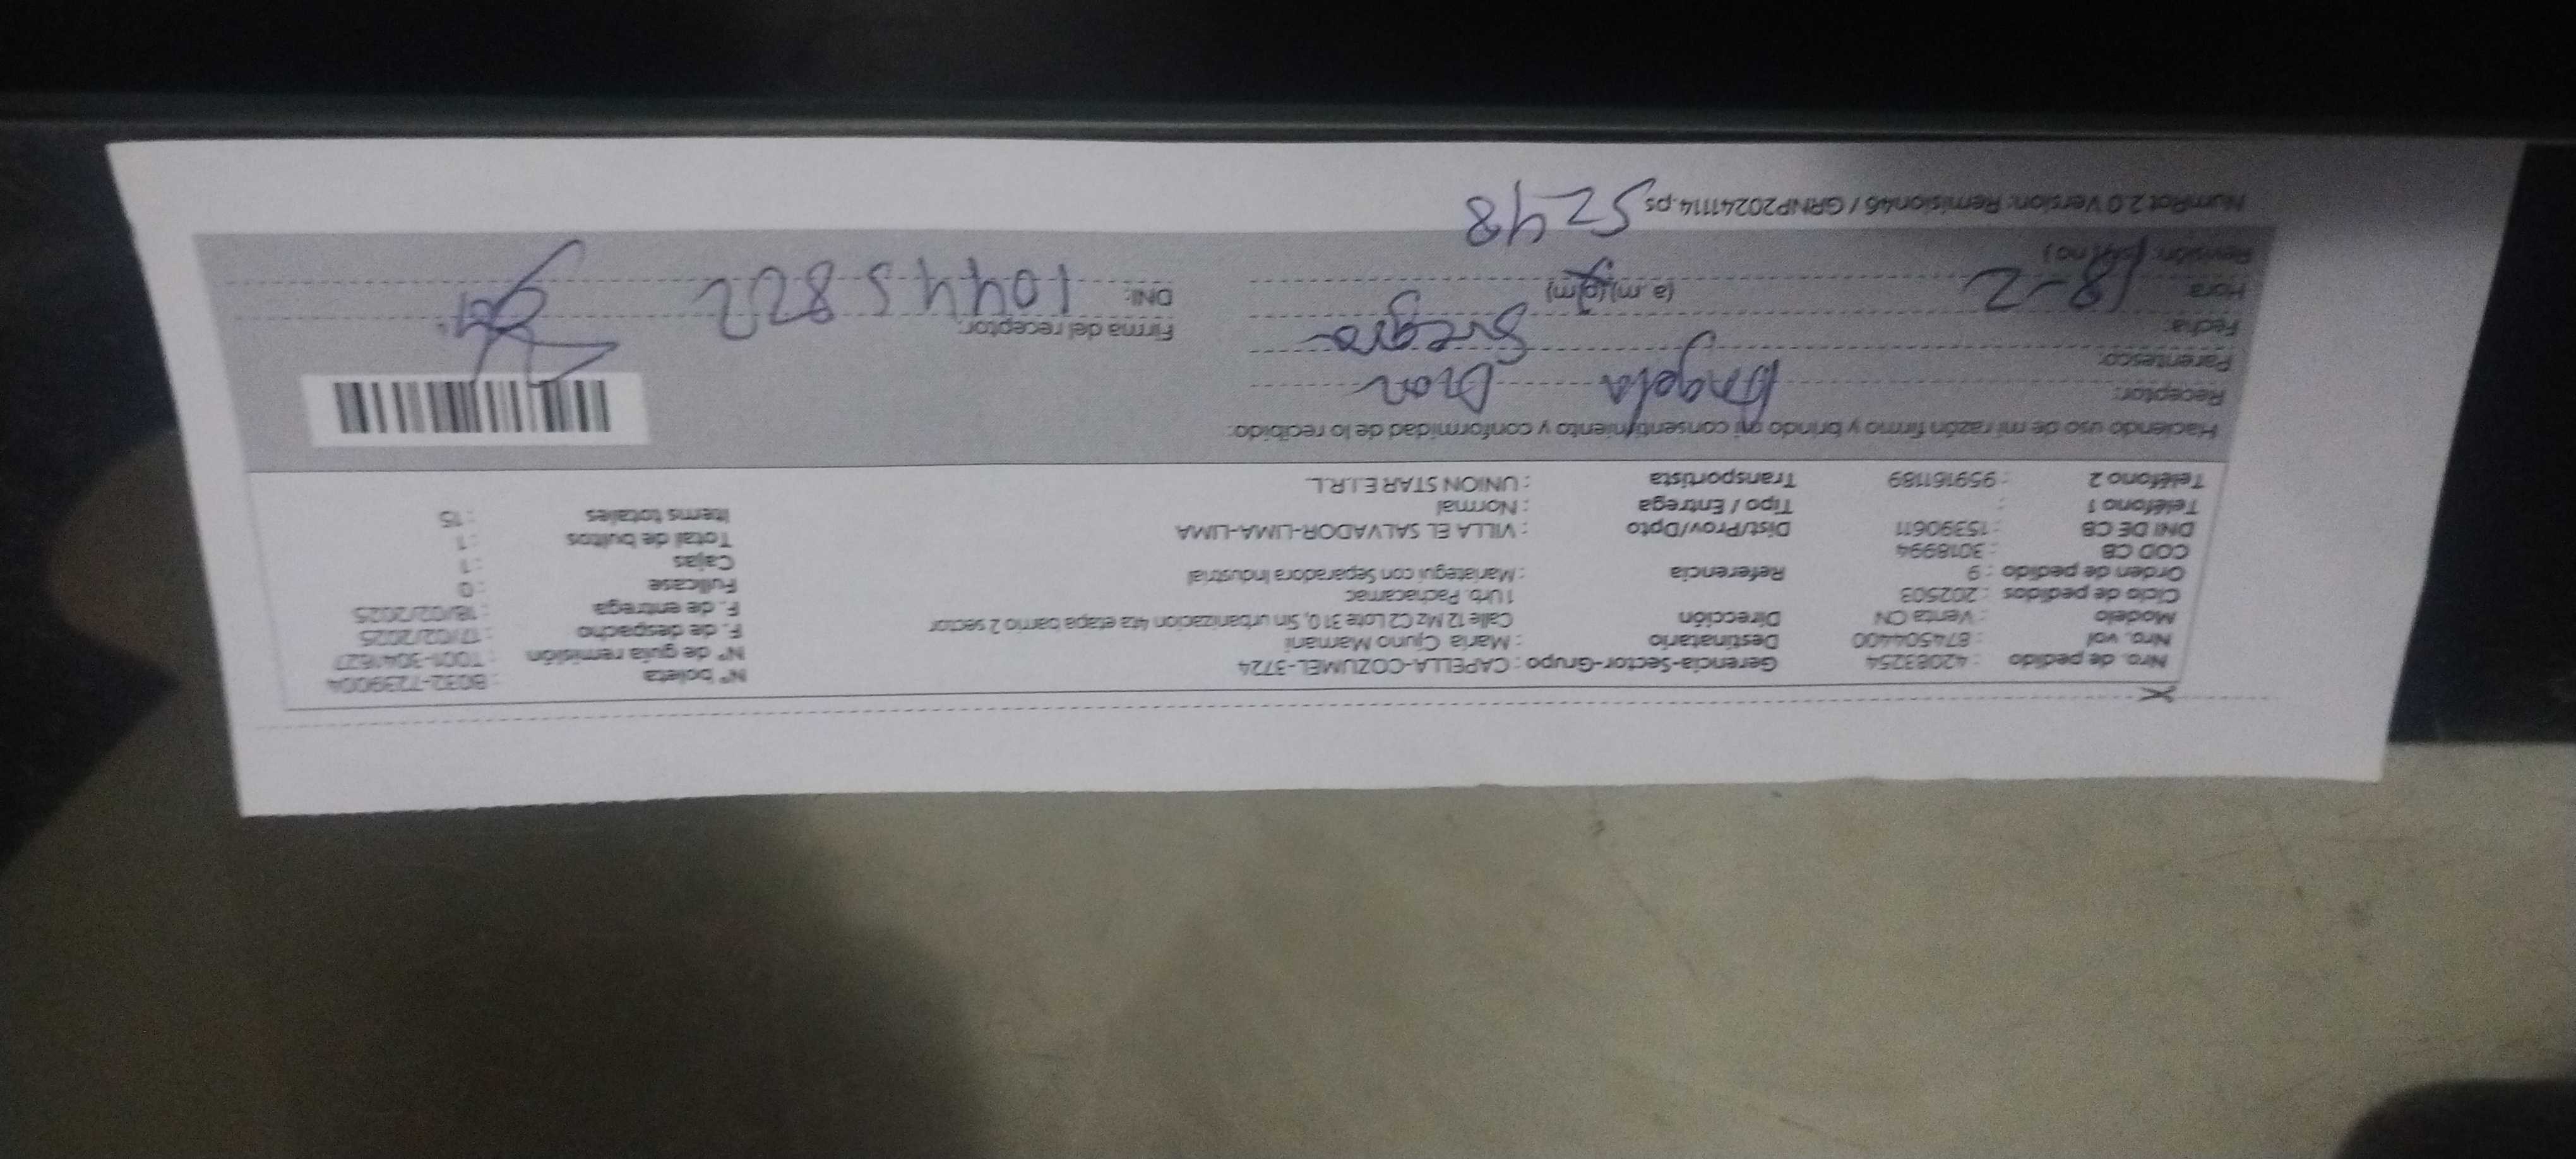 Nro. de pedido : 42083254 Gerencia-Sector-Grupo : CAPELLA-COZUMEL-3724 N° boleta : B032-7239004
Nro. vol : 874504400 Destinatario : Maria Cjuno Mamani N° de guía remisión : T001-3041627
Modelo : Venta CN Dirección Calle 12 Mz C2 Lote 31 0, Sin urbanizacion 4ta etapa barrio 2 sector F. de despacho : 17/02/2025
Ciclo de pedidos : 202503 1 Urb. Pachacamac F. de entrega : 18/02/2025
Orden de pedido : 9 Referencia : Mariategui con Separadora Industrial Fullcase : 0
COD CB : 3018994 Cajas : 1
DNI DE CB : 15390611 Dist/Prov/Dpto : VILLA EL SALVADOR-LIMA-LIMA Total de bultos : 1
Teléfono 1 : Tipo / Entrega : Normal Items totales : 15
Teléfono 2 : 959161189 Transportista : UNION STAR E.I.R.L.
Haciendo uso de mi razón firmo y brindo mi consentimiento y conformidad de lo recibido:
Receptor: Angela
Parentesco: Suegra
Fecha: 18-2 Firma del receptor:
Hora (a.m)(p.m) DNI: 10445822
Revisión: (si)(no)
5248
NumRot 2.0 Version: Remision46 / GRNP20241114.ps